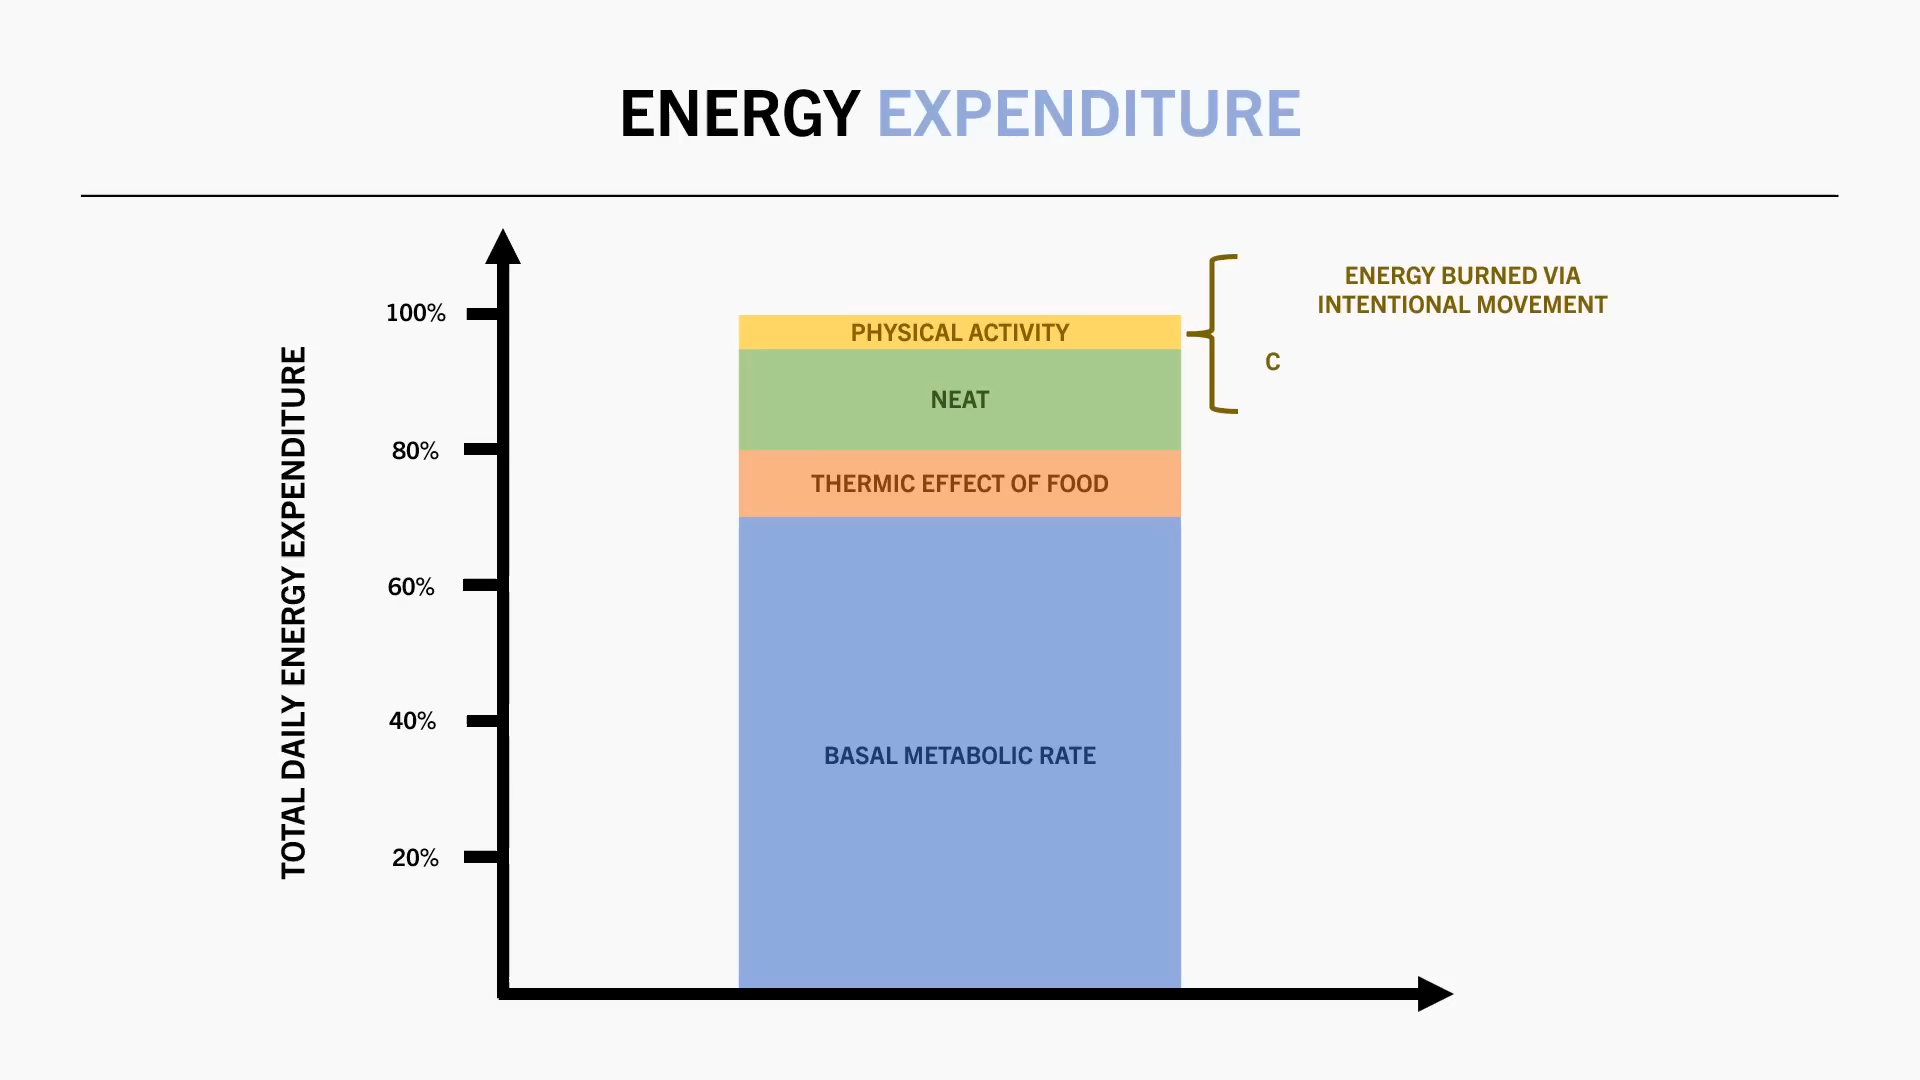 ENERGY EXPENDITURE
TOTAL DAILY ENERGY EXPENDITURE
100%
80%
60%
40%
20%
PHYSICAL ACTIVITY
NEAT
THERMIC EFFECT OF FOOD
BASAL METABOLIC RATE
ENERGY BURNED VIA
INTENTIONAL MOVEMENT
C